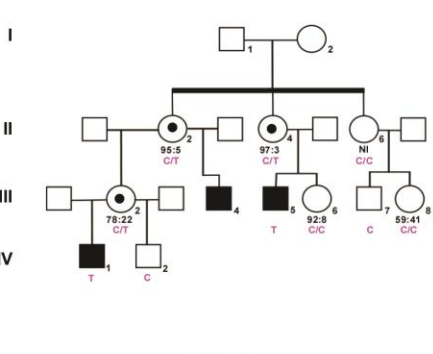 I
1 2
II
2 4 6
95:5 97:3 NI
C/T C/T C/C
III
2 4 5 6 7 8
78:22 92:8 59:41
C/T T C/C C C/C
IV
1 2
T C